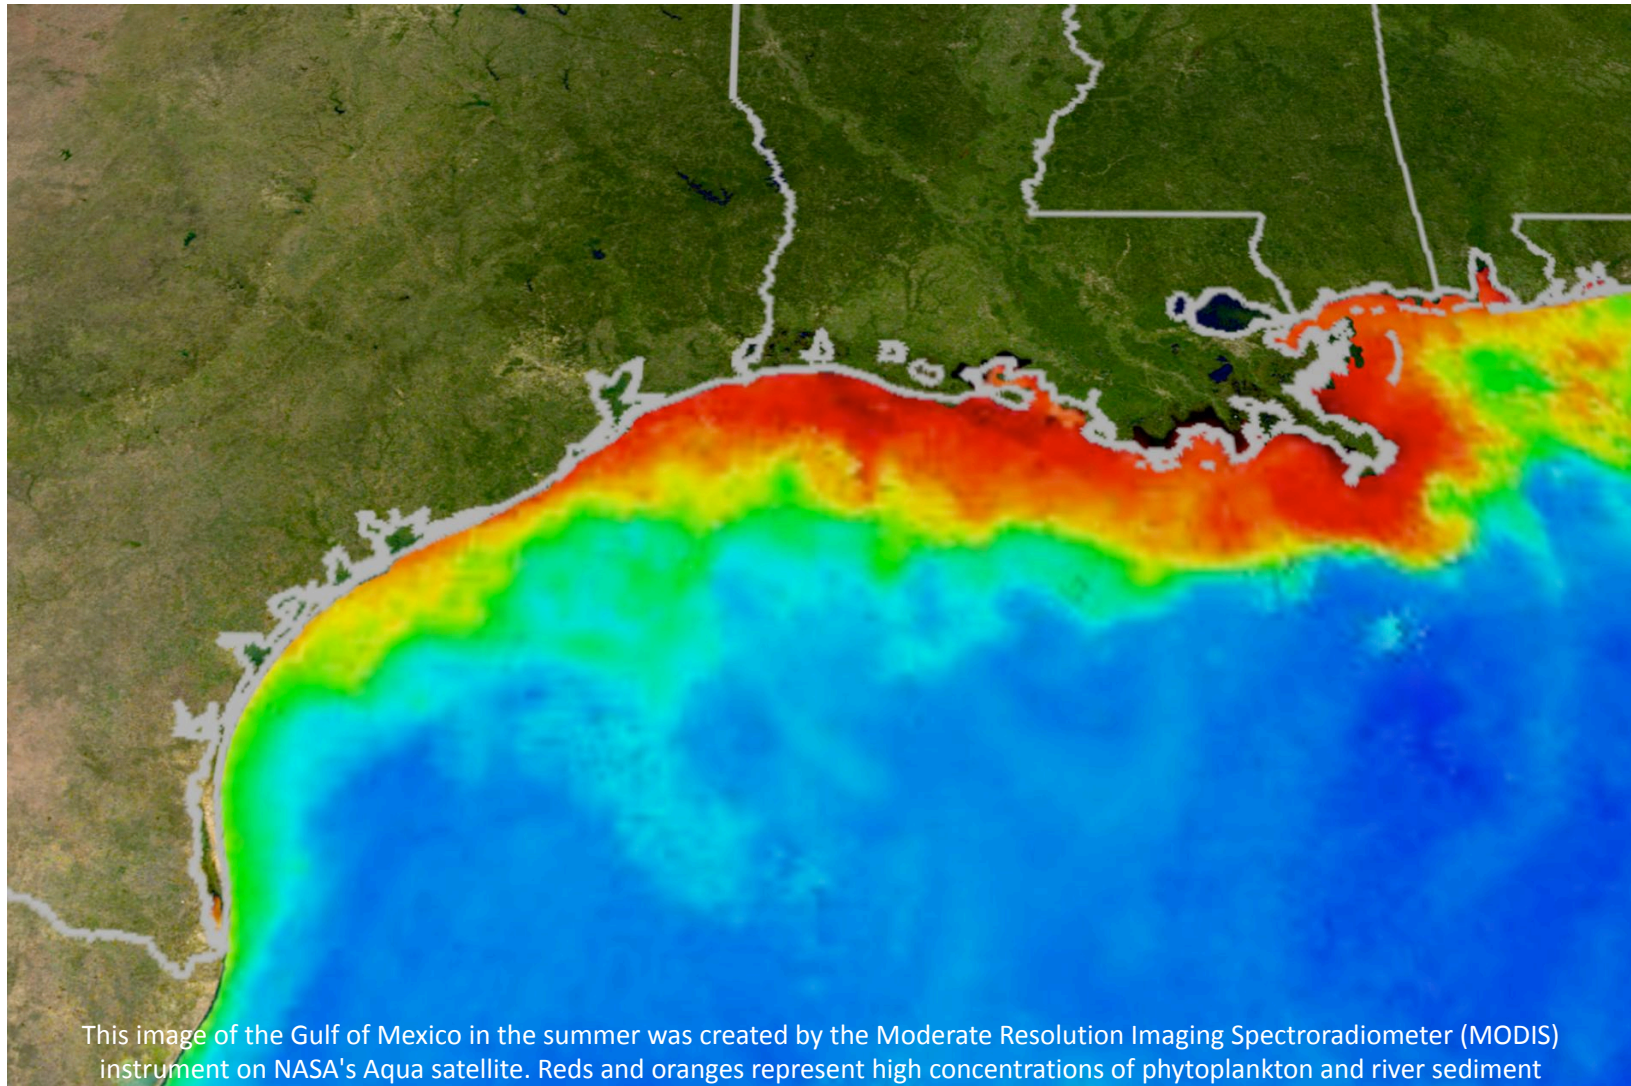 This image of the Gulf of Mexico in the summer was created by the Moderate Resolution Imaging Spectroradiometer (MODIS)
instrument on NASA's Aqua satellite. Reds and oranges represent high concentrations of phytoplankton and river sediment